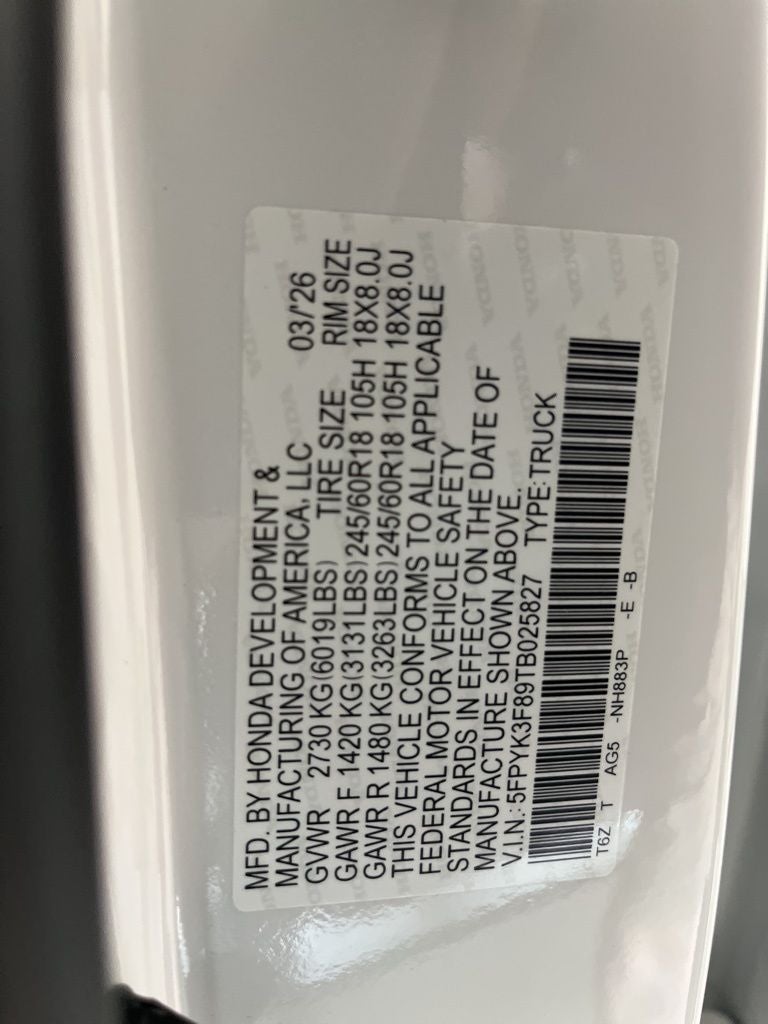 MFD. BY HONDA DEVELOPMENT &
MANUFACTURING OF AMERICA, LLC 03/'26
GVWR 2730 KG(6019LBS) TIRE SIZE RIM SIZE
GAWR F 1420 KG(3131LBS)245/60R18 105H 18X8.0J
GAWR R 1480 KG(3263LBS)245/60R18 105H 18X8.0J
THIS VEHICLE CONFORMS TO ALL APPLICABLE
FEDERAL MOTOR VEHICLE SAFETY
STANDARDS IN EFFECT ON THE DATE OF
MANUFACTURE SHOWN ABOVE.
V.I.N.:5FPYK3F89TB025827 TYPE:TRUCK
T6Z T AG5 -NH883P -E -B